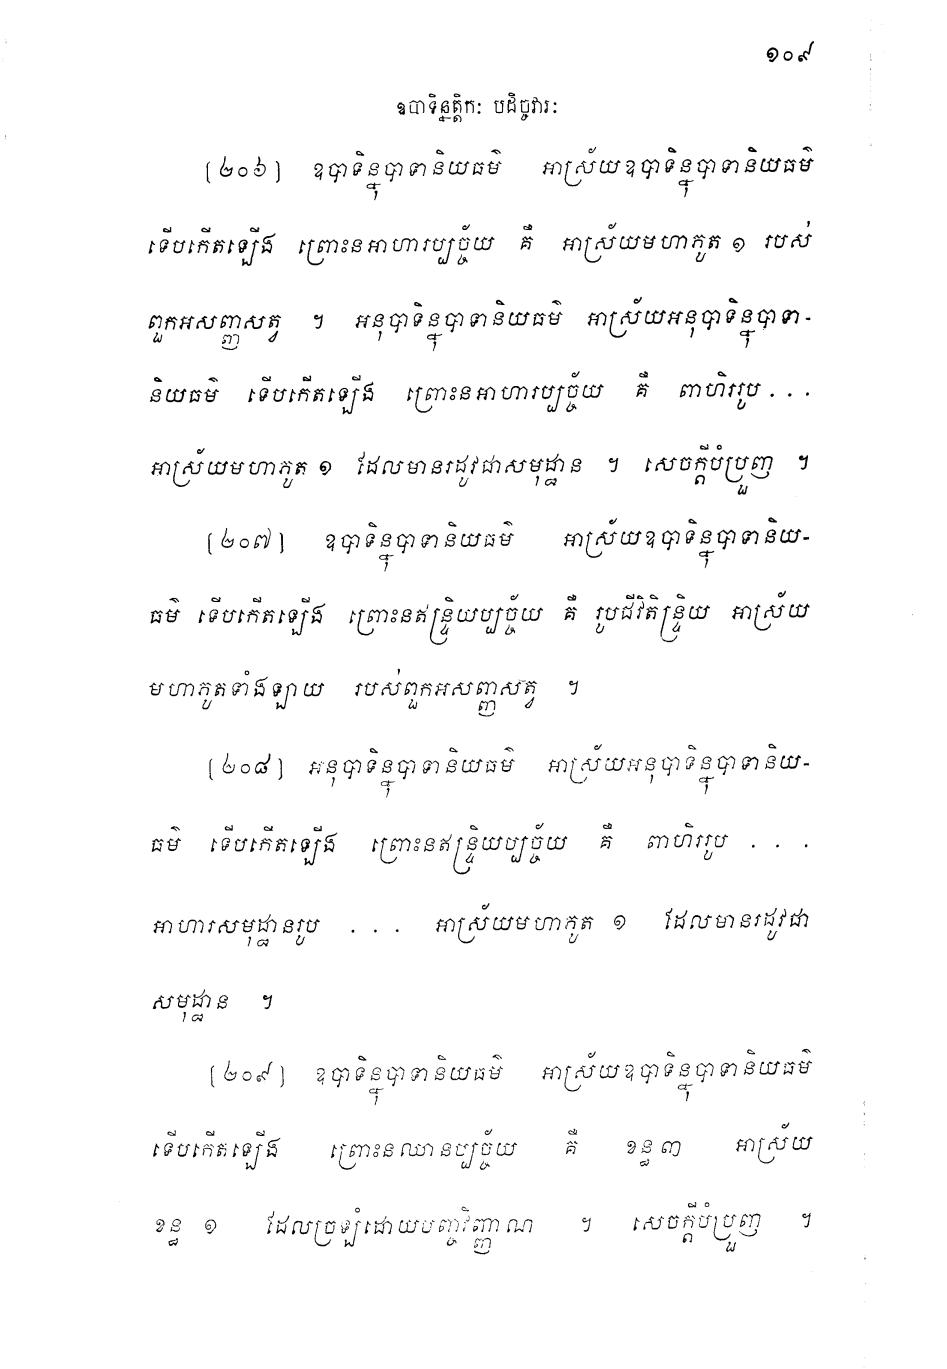 ១០៩
ឧបាទិន្នត្តិកៈ បដិច្ចវារៈ
[២០៦] ឧបាទិន្នុបាទានិយធម៌ អាស្រ័យឧបាទិន្នុបាទានិយធម៌
ទើបកើតឡើង ព្រោះនអាហារប្បច្ច័យ គឺ អាស្រ័យមហាភូត ១ របស់
ពួកអសញ្ញសត្វ ។ អនុបាទិន្នុបាទានិយធម៌ អាស្រ័យអនុបាទិន្នុបាទា-
និយធម៌ ទើបកើតឡើង ព្រោះនអាហារប្បច្ច័យ គឺ ពាហិររូប . . .
អាស្រ័យមហាភូត ១ ដែលមានរដូវជាសមុដ្ឋាន ។ សេចក្តីបំប្រួញ ។
[២០៧] ឧបាទិន្នុបាទានិយធម៌ អាស្រ័យឧបាទិន្នុបាទានិយ-
ធម៌ ទើបកើតឡើង ព្រោះនឥន្ទ្រិយប្បច្ច័យ គឺ រូបជីវិតិន្ទ្រិយ អាស្រ័យ
មហាភូតទាំងឡាយ របស់ពួកអសញ្ញសត្វ ។
[២០៨] អនុបាទិន្នុបាទានិយធម៌ អាស្រ័យអនុបាទិន្នុបាទានិយ-
ធម៌ ទើបកើតឡើង ព្រោះនឥន្ទ្រិយប្បច្ច័យ គឺ ពាហិររូប . . .
អាហារសមុដ្ឋានរូប . . . អាស្រ័យមហាភូត ១ ដែលមានរដូវជា
សមុដ្ឋាន ។
[២០៩] ឧបាទិន្នុបាទានិយធម៌ អាស្រ័យឧបាទិន្នុបាទានិយធម៌
ទើបកើតឡើង ព្រោះនឈានប្បច្ច័យ គឺ ខន្ធ ៣ អាស្រ័យ
ខន្ធ ១ ដែលច្រឡំដោយបញ្ចវិញ្ញាណ ។ សេចក្តីបំប្រួញ ។